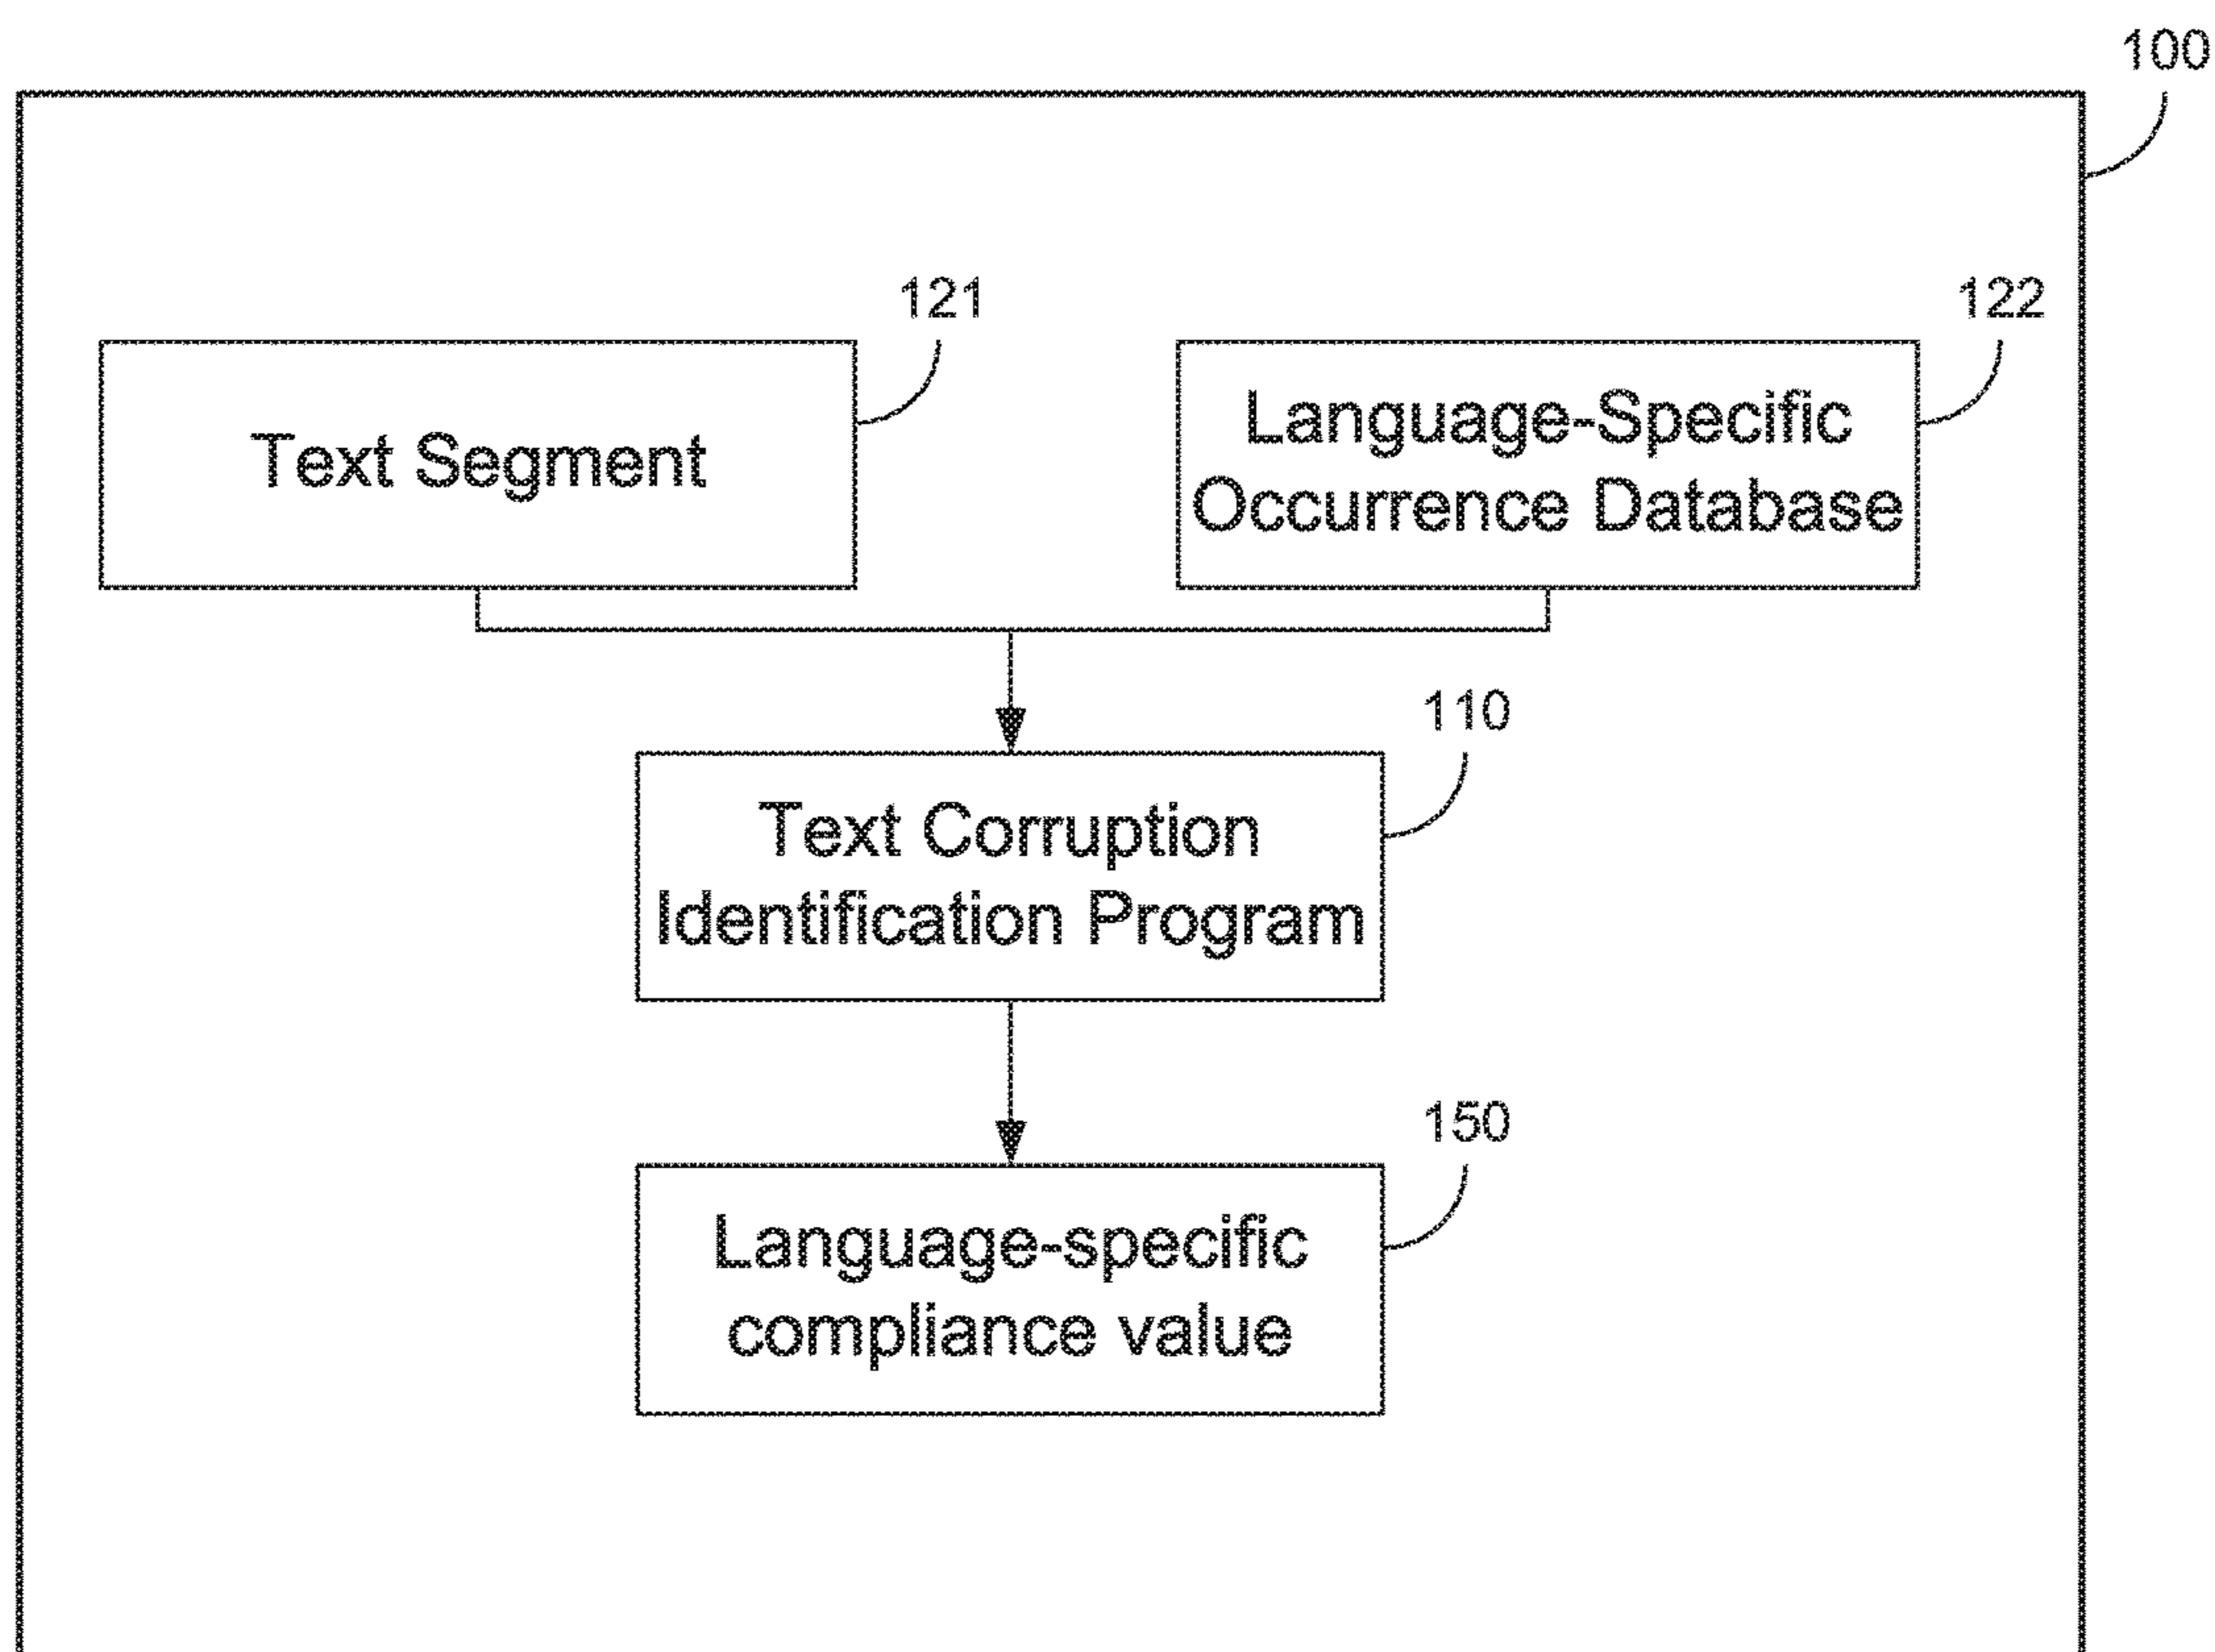 100
121
122
Text Segment
Language-Specific
Occurrence Database
110
Text Corruption
Identification Program
150
Language-specific
compliance value